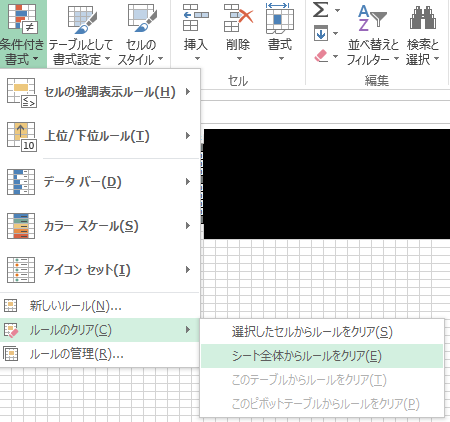 条件付き
書式
テーブルとして
書式設定
セルの
スタイル
挿入
削除
書式
セル
並べ替えと
フィルター
検索と
選択
編集
セルの強調表示ルール(H)
上位/下位ルール(T)
データ バー(D)
カラー スケール(S)
アイコン セット(I)
新しいルール(N)...
ルールのクリア(C)
ルールの管理(R)...
選択したセルからルールをクリア(S)
シート全体からルールをクリア(E)
このテーブルからルールをクリア(T)
このピボットテーブルからルールをクリア(P)